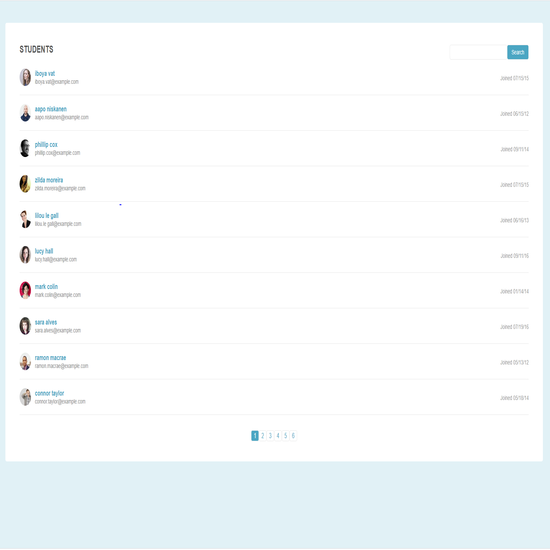 STUDENTS
Search
iboya vat
iboya.vat@example.com
Joined 07/15/15
aapo niskanen
aapo.niskanen@example.com
Joined 06/10/12
phillip cox
phillip.cox@example.com
Joined 09/11/14
zilda moreira
zilda.moreira@example.com
Joined 07/15/15
lilou le gall
lilou.le gall@example.com
Joined 06/16/13
lucy hall
lucy.hall@example.com
Joined 09/11/16
mark colin
mark.colin@example.com
Joined 01/14/14
sara alves
sara.alves@example.com
Joined 07/19/16
ramon macrae
ramon.macrae@example.com
Joined 03/10/12
connor taylor
connor.taylor@example.com
Joined 05/18/14
1 2 3 4 5 6